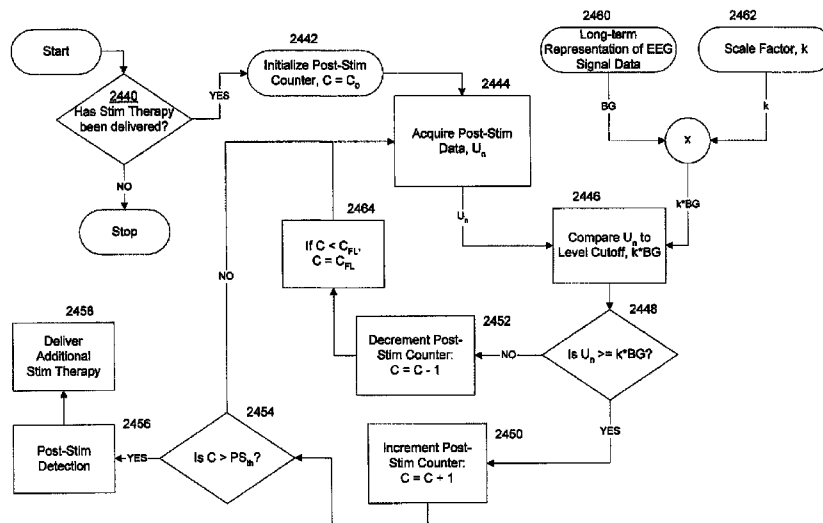 Start
2440
Has Stim Therapy
been delivered?
YES
NO
Stop
2442
Initialize Post-Stim
Counter, C = C₀
2444
Acquire Post-Stim
Data, Uₙ
Uₙ
2460
Long-term
Representation of EEG
Signal Data
BG
2462
Scale Factor, k
k
X
k*BG
2446
Compare Uₙ to
Level Cutoff, k*BG
2448
Is Uₙ >= k*BG?
NO
YES
2452
Decrement Post-
Stim Counter:
C = C - 1
2464
If C < C_FL,
C = C_FL
2450
Increment Post-
Stim Counter:
C = C + 1
2454
Is C > PS_th?
NO
YES
2456
Post-Stim
Detection
2458
Deliver
Additional
Stim Therapy